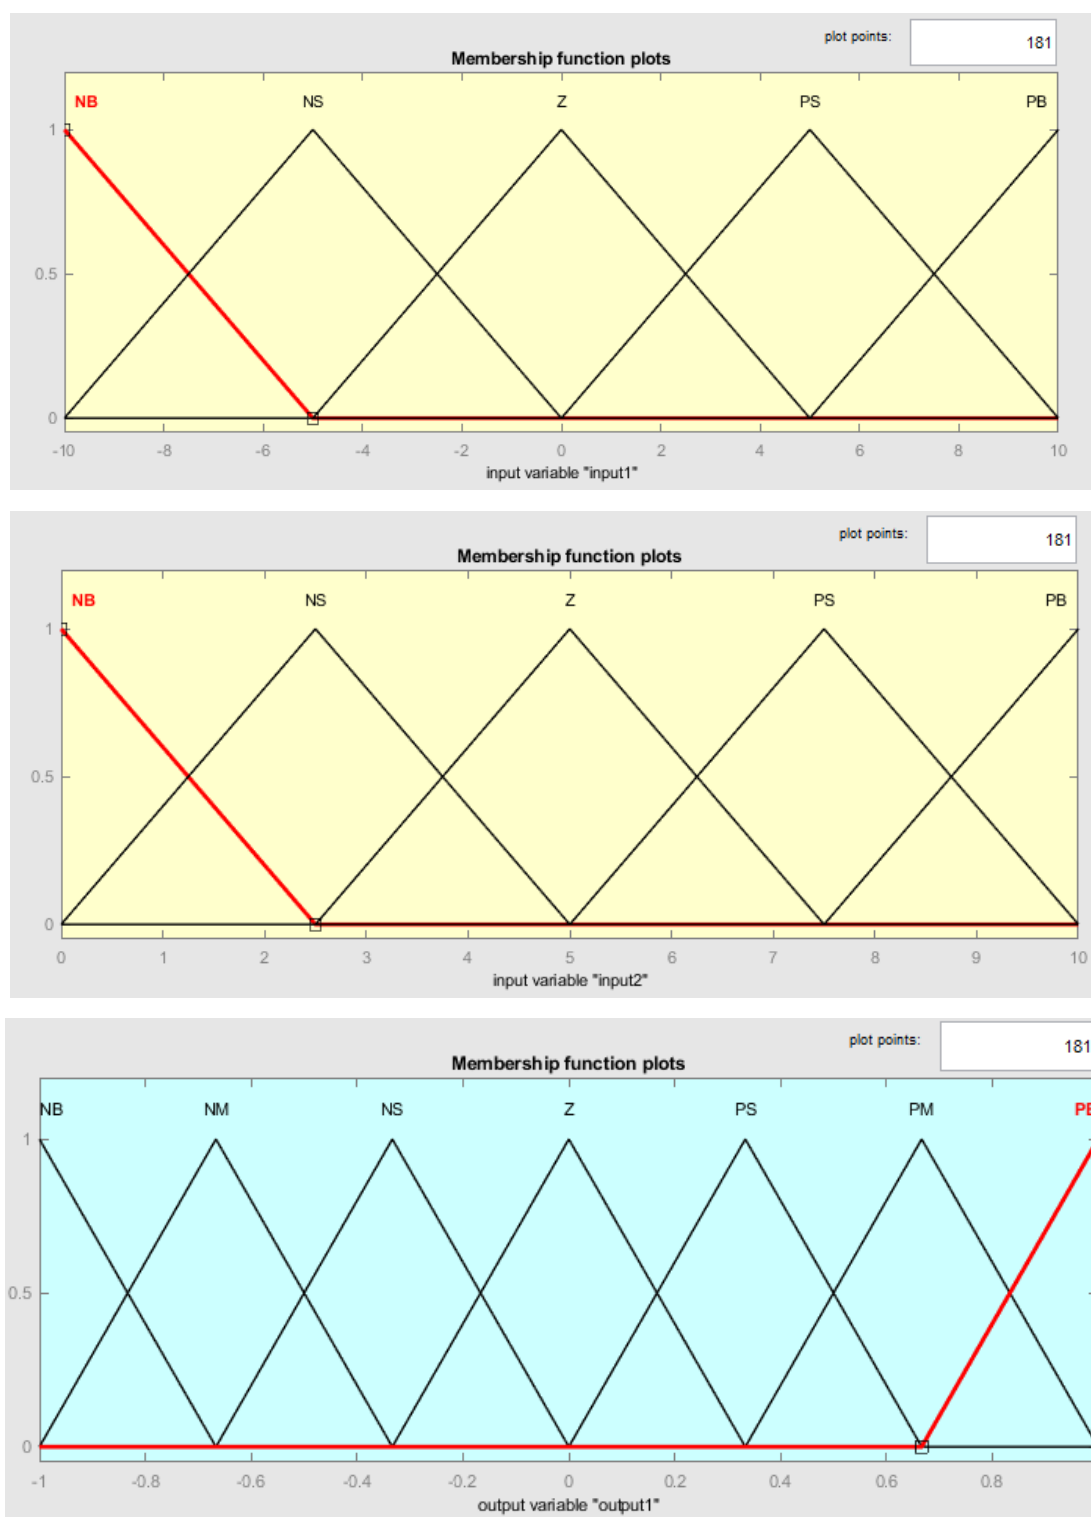 plot points: 181
Membership function plots
NB NS Z PS PB
1
0.5
0
-10 -8 -6 -4 -2 0 2 4 6 8 10
input variable "input1"
plot points: 181
Membership function plots
NB NS Z PS PB
1
0.5
0
0 1 2 3 4 5 6 7 8 9 10
input variable "input2"
plot points: 181
Membership function plots
NB NM NS Z PS PM PB
1
0.5
0
-1 -0.8 -0.6 -0.4 -0.2 0 0.2 0.4 0.6 0.8
output variable "output1"